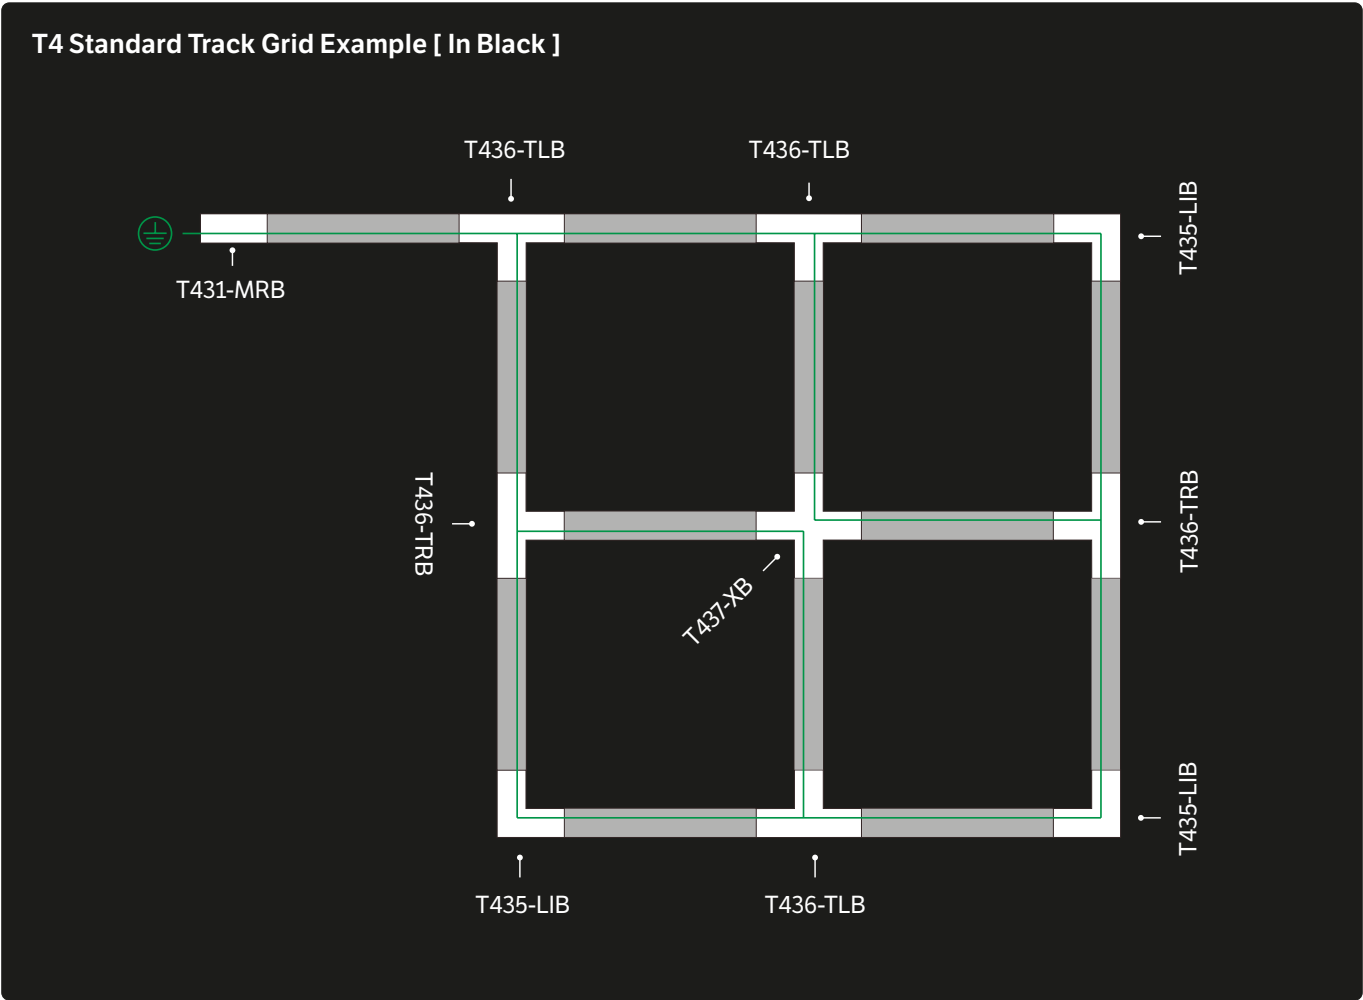 T4 Standard Track Grid Example [ In Black ]
T436-TLB
T436-TLB
T435-LIB
T431-MRB
T436-TRB
T436-TRB
T437-XB
T435-LIB
T435-LIB
T436-TLB